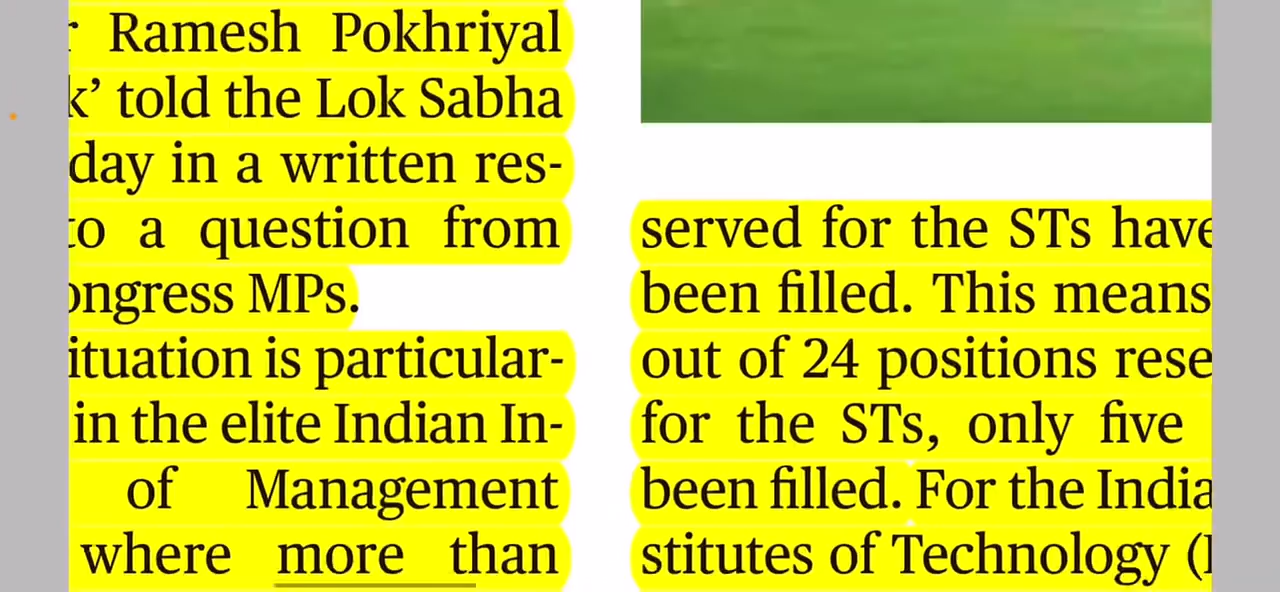 Ramesh Pokhriyal
k’ told the Lok Sabha
day in a written res-
to a question from
ongress MPs.
ituation is particular-
in the elite Indian In-
of Management
where more than
served for the STs have
been filled. This means
out of 24 positions rese
for the STs, only five
been filled. For the India
stitutes of Technology (